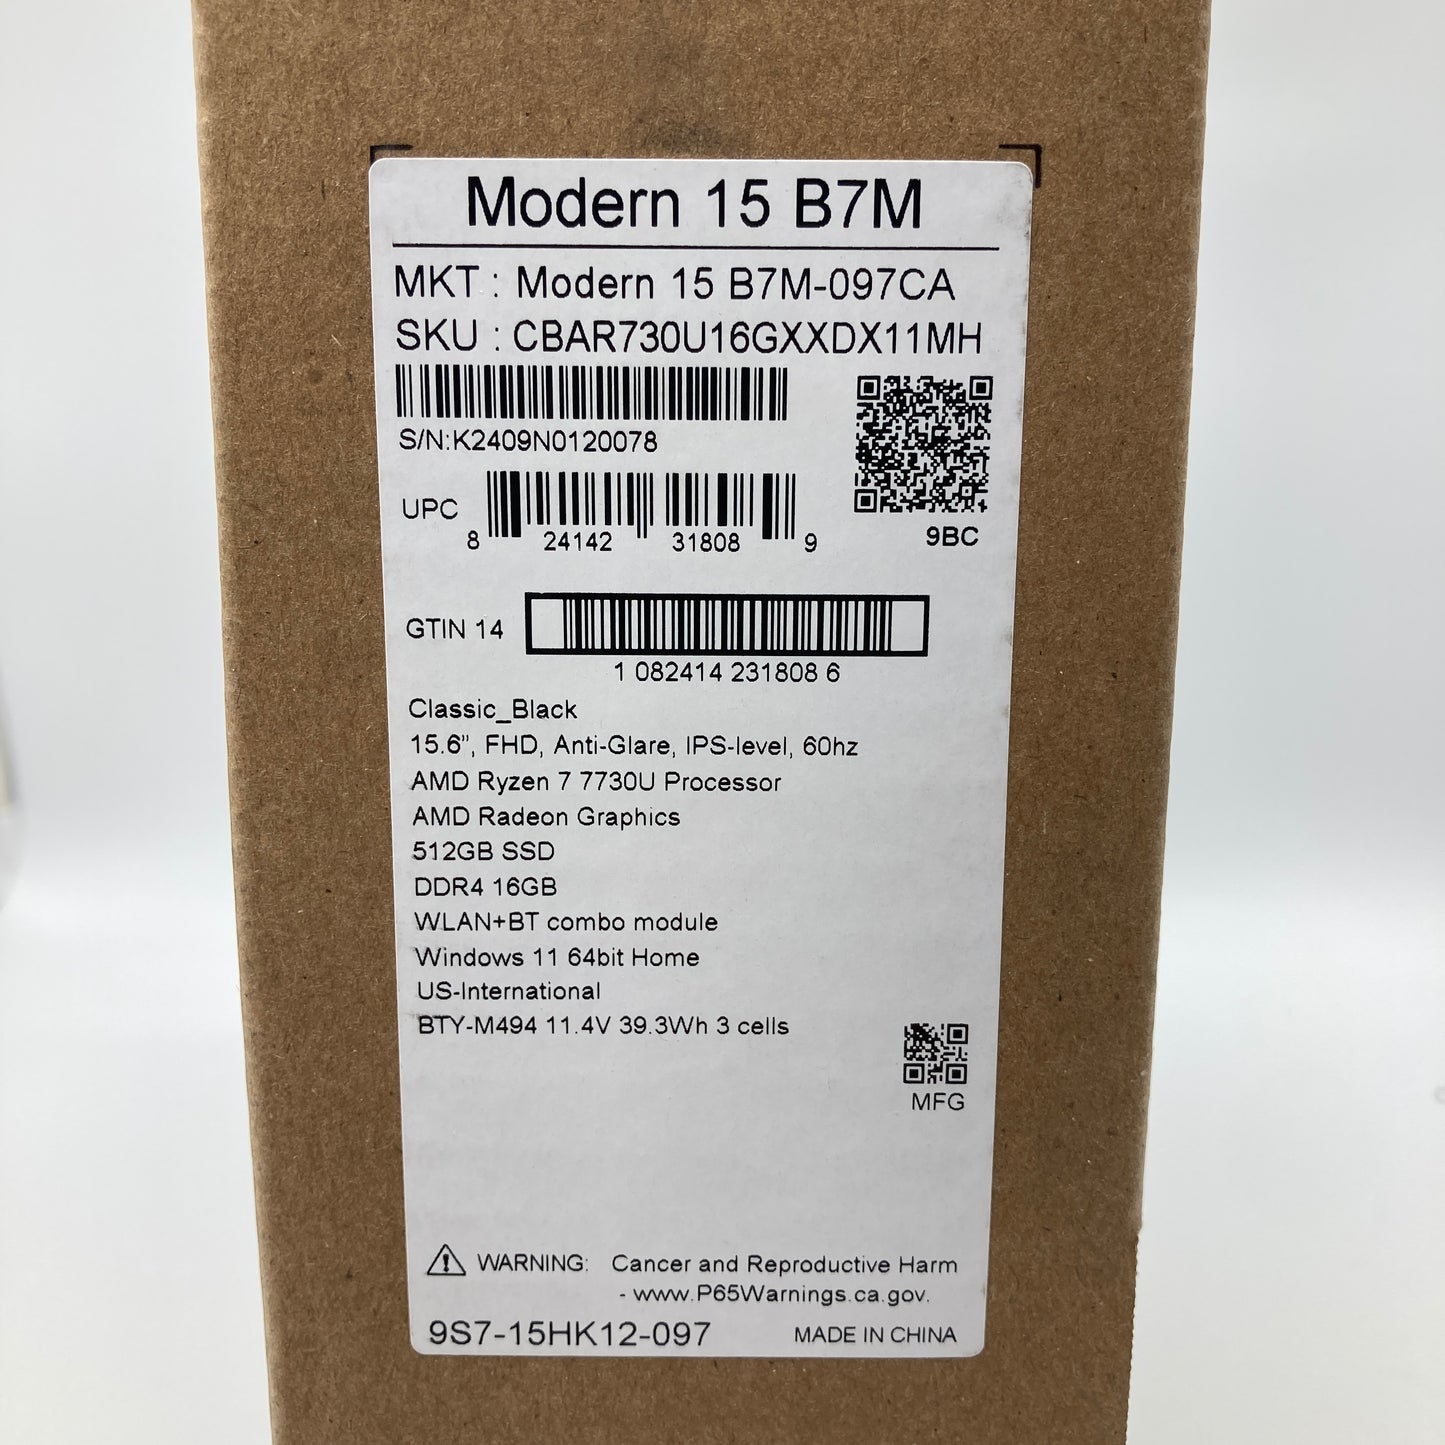 Modern 15 B7M
MKT : Modern 15 B7M-097CA
SKU : CBAR730U16GXXDX11MH
S/N:K2409N0120078
UPC
8 24142 31808 9
9BC
GTIN 14
1 082414 231808 6
Classic_Black
15.6”, FHD, Anti-Glare, IPS-level, 60hz
AMD Ryzen 7 7730U Processor
AMD Radeon Graphics
512GB SSD
DDR4 16GB
WLAN+BT combo module
Windows 11 64bit Home
US-International
BTY-M494 11.4V 39.3Wh 3 cells
MFG
WARNING: Cancer and Reproductive Harm
- www.P65Warnings.ca.gov.
9S7-15HK12-097 MADE IN CHINA